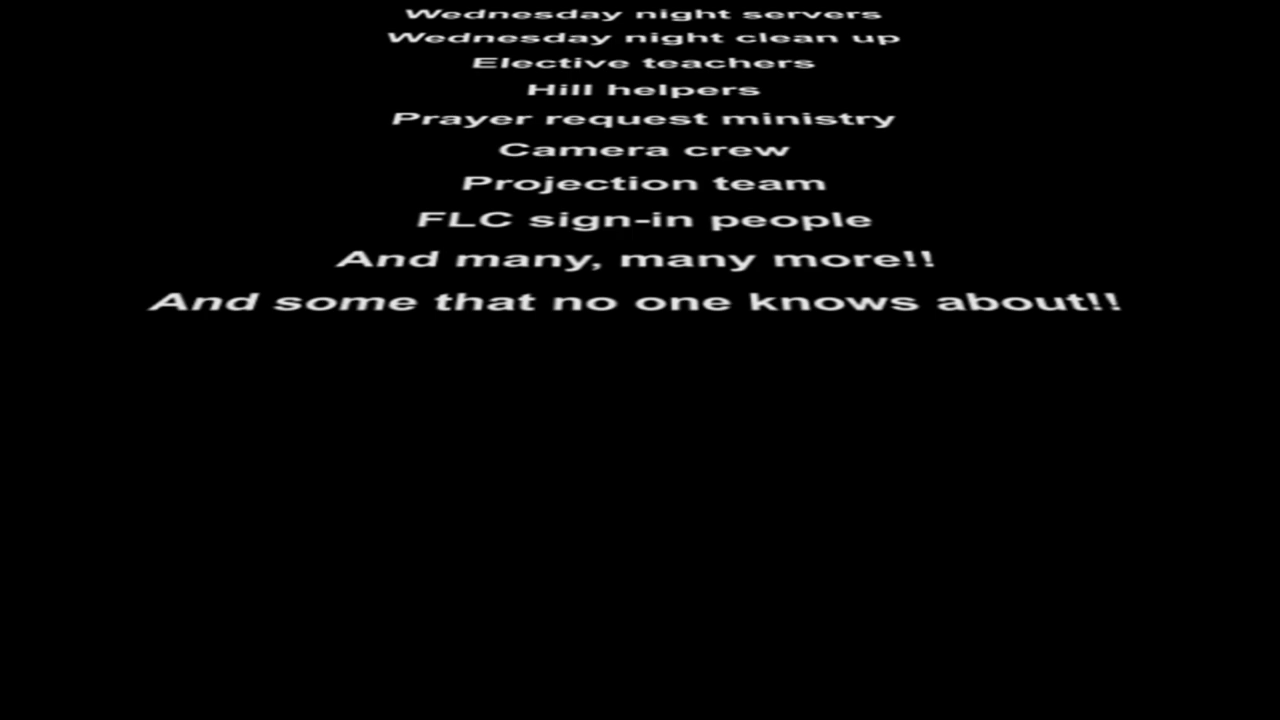 Wednesday night servers
Wednesday night clean up
Elective teachers
Hill helpers
Prayer request ministry
Camera crew
Projection team
FLC sign-in people
And many, many more!!
And some that no one knows about!!